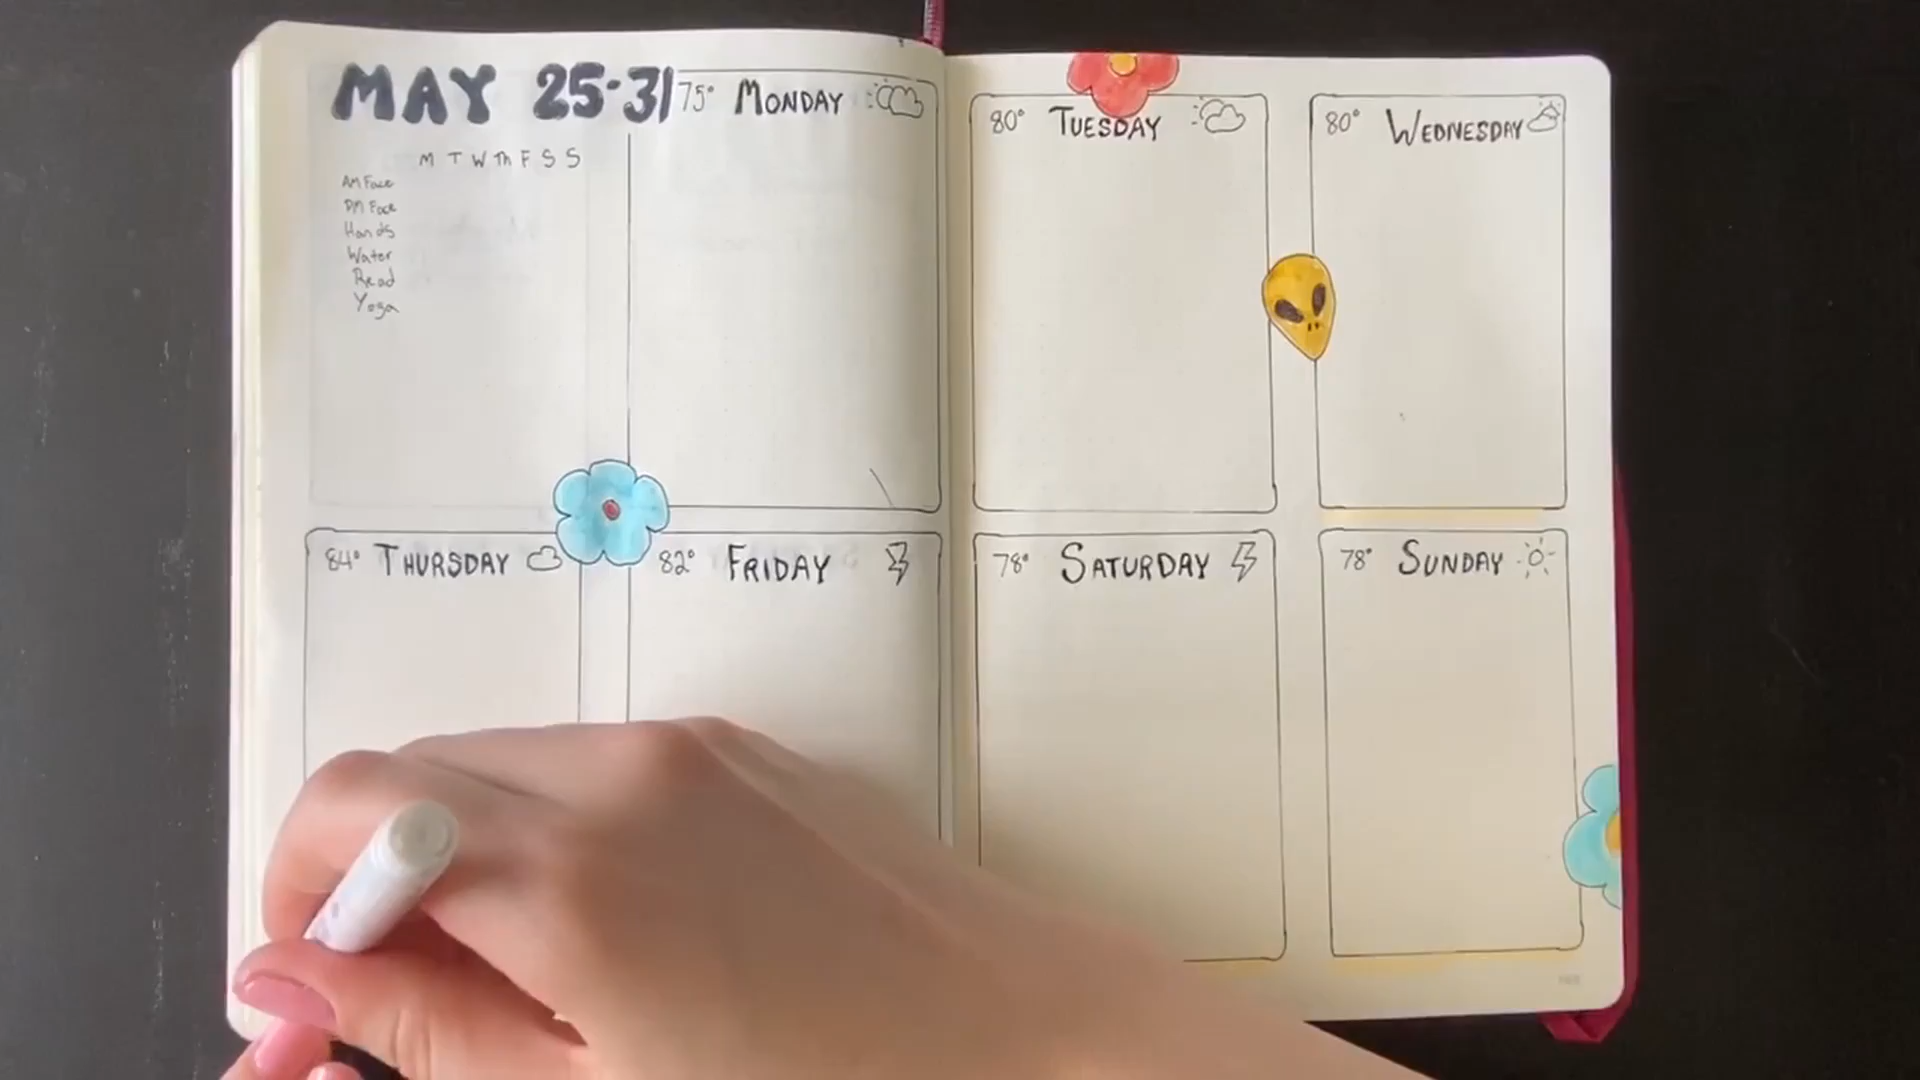 MAY 25-31
M T W Th F S S
AM Face
PM Face
Hands
Water
Read
Yoga
75° MONDAY
80° TUESDAY
80° WEDNESDAY
84° THURSDAY
82° FRIDAY
78° SATURDAY
78° SUNDAY